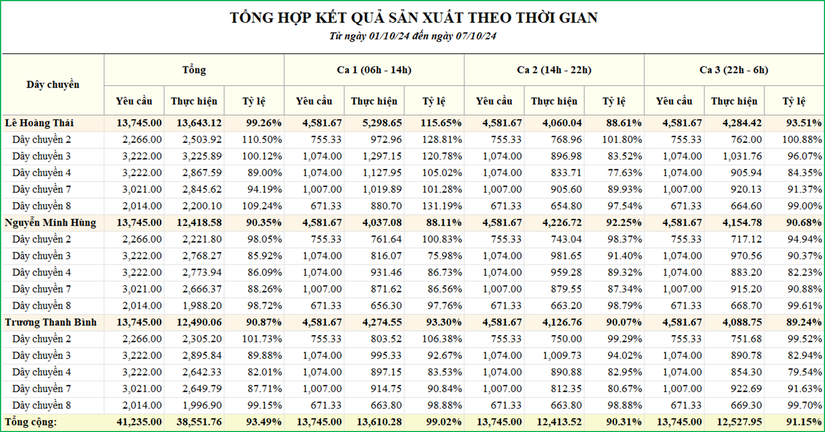 TỔNG HỢP KẾT QUẢ SẢN XUẤT THEO THỜI GIAN
Từ ngày 01/10/24 đến ngày 07/10/24
Dây chuyền Tổng Ca 1 (06h - 14h) Ca 2 (14h - 22h) Ca 3 (22h - 6h)
Yêu cầu Thực hiện Tỷ lệ Yêu cầu Thực hiện Tỷ lệ Yêu cầu Thực hiện Tỷ lệ Yêu cầu Thực hiện Tỷ lệ
Lê Hoàng Thái 13,745.00 13,643.12 99.26% 4,581.67 5,298.65 115.65% 4,581.67 4,060.04 88.61% 4,581.67 4,284.42 93.51%
Dây chuyền 2 2,266.00 2,503.92 110.50% 755.33 972.96 128.81% 755.33 768.96 101.80% 755.33 762.00 100.88%
Dây chuyền 3 3,222.00 3,225.89 100.12% 1,074.00 1,297.15 120.78% 1,074.00 896.98 83.52% 1,074.00 1,031.76 96.07%
Dây chuyền 4 3,222.00 2,867.59 89.00% 1,074.00 1,127.95 105.02% 1,074.00 833.71 77.63% 1,074.00 905.94 84.35%
Dây chuyền 7 3,021.00 2,845.62 94.19% 1,007.00 1,019.89 101.28% 1,007.00 905.60 89.93% 1,007.00 920.13 91.37%
Dây chuyền 8 2,014.00 2,200.10 109.24% 671.33 880.70 131.19% 671.33 654.80 97.54% 671.33 664.60 99.00%
Nguyễn Minh Hùng 13,745.00 12,418.58 90.35% 4,581.67 4,037.08 88.11% 4,581.67 4,226.72 92.25% 4,581.67 4,154.78 90.68%
Dây chuyền 2 2,266.00 2,221.80 98.05% 755.33 761.64 100.83% 755.33 743.04 98.37% 755.33 717.12 94.94%
Dây chuyền 3 3,222.00 2,768.27 85.92% 1,074.00 816.07 75.98% 1,074.00 981.65 91.40% 1,074.00 970.56 90.37%
Dây chuyền 4 3,222.00 2,773.94 86.09% 1,074.00 931.46 86.73% 1,074.00 959.28 89.32% 1,074.00 883.20 82.23%
Dây chuyền 7 3,021.00 2,666.37 88.26% 1,007.00 871.62 86.56% 1,007.00 879.55 87.34% 1,007.00 915.20 90.88%
Dây chuyền 8 2,014.00 1,988.20 98.72% 671.33 656.30 97.76% 671.33 663.20 98.79% 671.33 668.70 99.61%
Trương Thanh Bình 13,745.00 12,490.06 90.87% 4,581.67 4,274.55 93.30% 4,581.67 4,126.76 90.07% 4,581.67 4,088.75 89.24%
Dây chuyền 2 2,266.00 2,305.20 101.73% 755.33 803.52 106.38% 755.33 750.00 99.29% 755.33 751.68 99.52%
Dây chuyền 3 3,222.00 2,895.84 89.88% 1,074.00 995.33 92.67% 1,074.00 1,009.73 94.02% 1,074.00 890.78 82.94%
Dây chuyền 4 3,222.00 2,642.33 82.01% 1,074.00 897.15 83.53% 1,074.00 890.88 82.95% 1,074.00 854.30 79.54%
Dây chuyền 7 3,021.00 2,649.79 87.71% 1,007.00 914.75 90.84% 1,007.00 812.35 80.67% 1,007.00 922.69 91.63%
Dây chuyền 8 2,014.00 1,996.90 99.15% 671.33 663.80 98.88% 671.33 663.80 98.88% 671.33 669.30 99.70%
Tổng cộng: 41,235.00 38,551.76 93.49% 13,745.00 13,610.28 99.02% 13,745.00 12,413.52 90.31% 13,745.00 12,527.95 91.15%